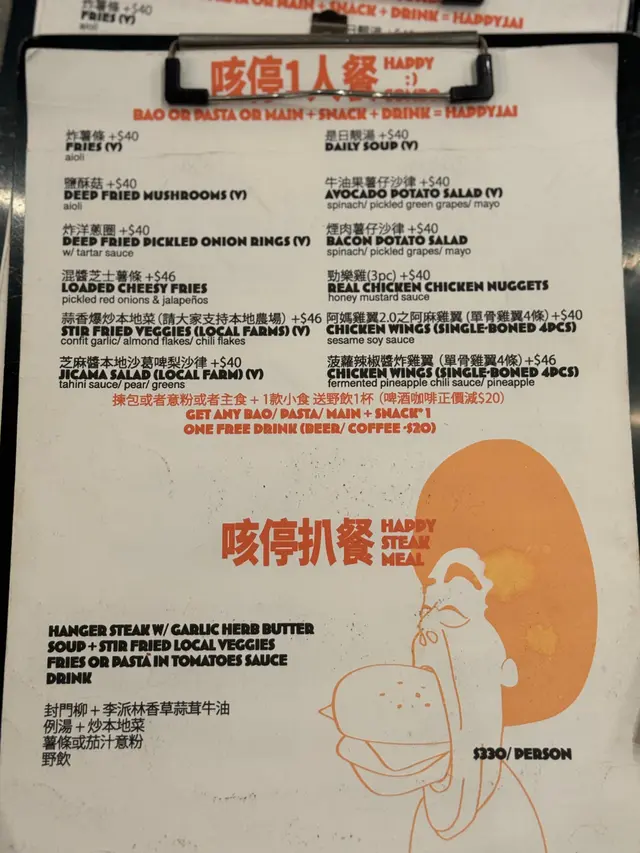 炸薯條 +$40
FRIES (V)
aioli
MAIN + SNACK + DRINK = HAPPYJAI
咳停1人餐 HAPPY
:)
BAO OR PASTA OR MAIN + SNACK + DRINK = HAPPYJAI
炸薯條 +$40
FRIES (V)
aioli
是日靚湯 +$40
DAILY SOUP (V)
鹽酥菇 +$40
DEEP FRIED MUSHROOMS (V)
aioli
牛油果薯仔沙律 +$40
AVOCADO POTATO SALAD (V)
spinach/ pickled green grapes/ mayo
炸洋蔥圈 +$40
DEEP FRIED PICKLED ONION RINGS (V)
w/ tartar sauce
煙肉薯仔沙律 +$40
BACON POTATO SALAD
spinach/ pickled grapes/ mayo
混醬芝士薯條 +$46
LOADED CHEESY FRIES
pickled red onions & jalapeños
勁樂雞(3pc) +$40
REAL CHICKEN CHICKEN NUGGETS
honey mustard sauce
蒜香爆炒本地菜 (請大家支持本地農場) +$46
STIR FRIED VEGGIES (LOCAL FARMS) (V)
confit garlic/ almond flakes/ chili flakes
阿媽雞翼2.0之阿麻雞翼 (單骨雞翼4條) +$40
CHICKEN WINGS (SINGLE-BONED 4PCS)
sesame soy sauce
芝麻醬本地沙葛啤梨沙律 +$40
JICAMA SALAD (LOCAL FARM) (V)
tahini sauce/ pear/ greens
菠蘿辣椒醬炸雞翼 (單骨雞翼4條) +$46
CHICKEN WINGS (SINGLE-BONED 4PCS)
fermented pineapple chili sauce/ pineapple
揀包或者意粉或者主食 + 1款小食 送野飲1杯 (啤酒咖啡正價減$20)
GET ANY BAO/ PASTA/ MAIN + SNACK* 1
ONE FREE DRINK (BEER/ COFFEE -$20)
咳停扒餐 HAPPY
STEAK
MEAL
HANGER STEAK W/ GARLIC HERB BUTTER
SOUP + STIR FRIED LOCAL VEGGIES
FRIES OR PASTA IN TOMATOES SAUCE
DRINK
封門柳 + 李派林香草蒜茸牛油
例湯 + 炒本地菜
薯條或茄汁意粉
野飲
$330/ PERSON